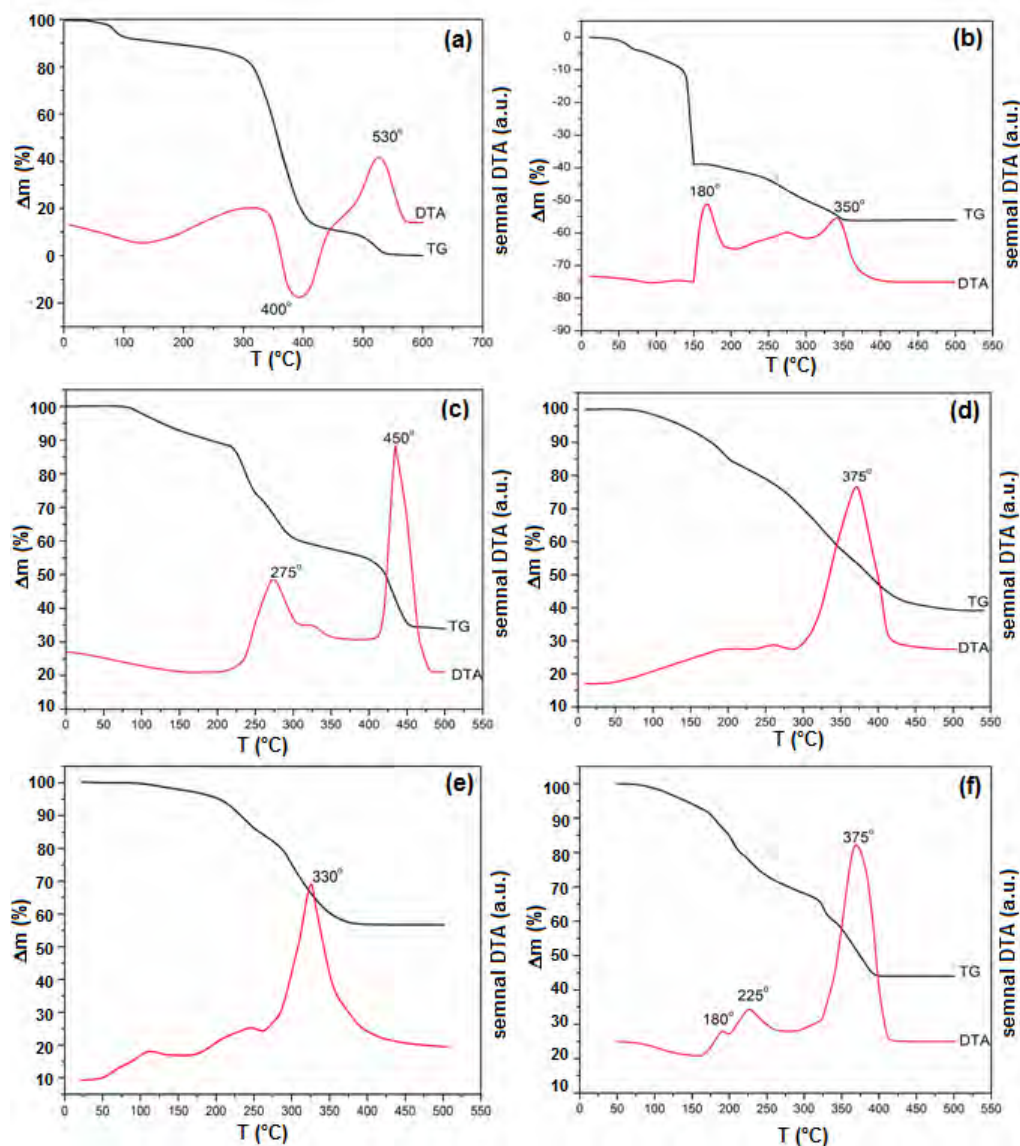 (a)
100
80
60
40
20
0
20
Δm (%)
530°
400°
DTA
TG
semnal DTA (a.u.)
0 100 200 300 400 500 600 700
T (°C)
(b)
0
-10
-20
-30
-40
-50
-60
-70
-80
-90
Δm (%)
180°
350°
TG
DTA
semnal DTA (a.u.)
0 50 100 150 200 250 300 350 400 450 500 550
T (°C)
(c)
100
90
80
70
60
50
40
30
20
10
Δm (%)
450°
275°
TG
DTA
semnal DTA (a.u.)
0 50 100 150 200 250 300 350 400 450 500 550
T (°C)
(d)
100
90
80
70
60
50
40
30
20
10
Δm (%)
375°
TG
DTA
semnal DTA (a.u.)
0 50 100 150 200 250 300 350 400 450 500 550
T (°C)
(e)
100
90
80
70
60
50
40
30
20
10
Δm (%)
330°
semnal DTA (a.u.)
0 50 100 150 200 250 300 350 400 450 500 550
T (°C)
(f)
100
90
80
70
60
50
40
30
20
10
Δm (%)
375°
225°
180°
TG
DTA
semnal DTA (a.u.)
0 50 100 150 200 250 300 350 400 450 500 550
T (°C)